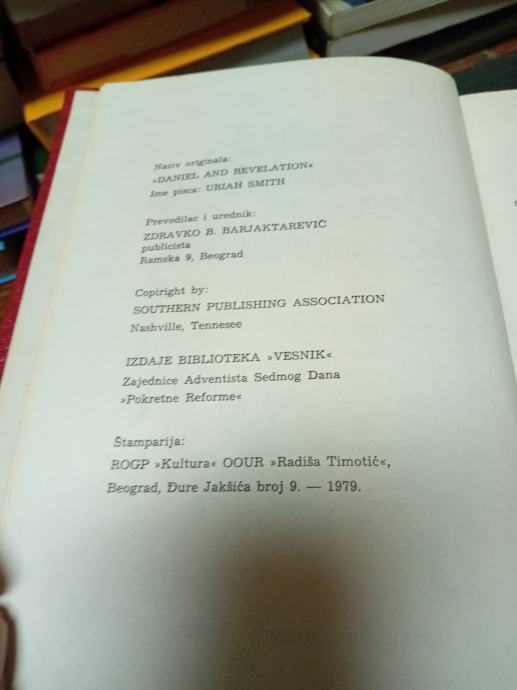 Naziv originala:
»DANIEL AND REVELATION«
Ime pisca: URIAH SMITH
Prevodilac i urednik:
ZDRAVKO B. BARJAKTAREVIĆ
publicista
Ramska 9, Beograd
Copiright by:
SOUTHERN PUBLISHING ASSOCIATION
Nashville, Tennesee
IZDAJE BIBLIOTEKA »VESNIK«
Zajednice Adventista Sedmog Dana
»Pokretne Reforme«
Štamparija:
ROGP »Kultura« OOUR »Radiša Timotić«,
Beograd, Đure Jakšića broj 9. — 1979.